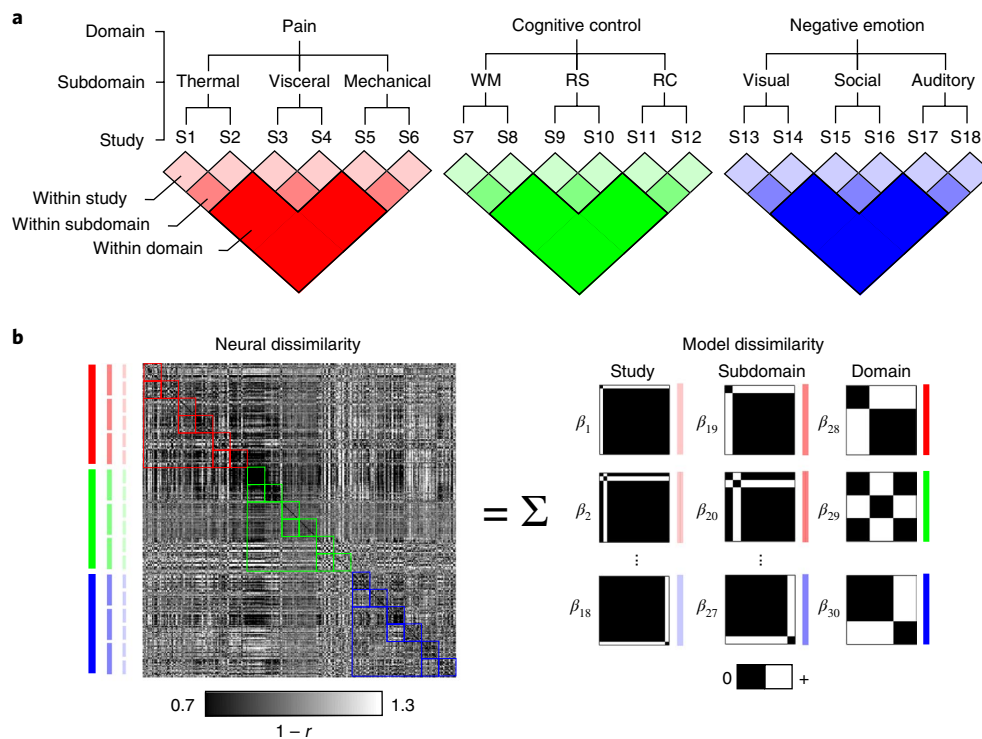 a
Domain
Pain
Cognitive control
Negative emotion
Subdomain
Thermal Visceral Mechanical
WM RS RC
Visual Social Auditory
Study
S1 S2 S3 S4 S5 S6
S7 S8 S9 S10 S11 S12
S13 S14 S15 S16 S17 S18
Within study
Within subdomain
Within domain
b
Neural dissimilarity
Model dissimilarity
Study Subdomain Domain
β1 β19 β28
= Σ
β2 β20 β29
⋮ ⋮
β18 β27 β30
0 +
0.7 1.3
1 – r